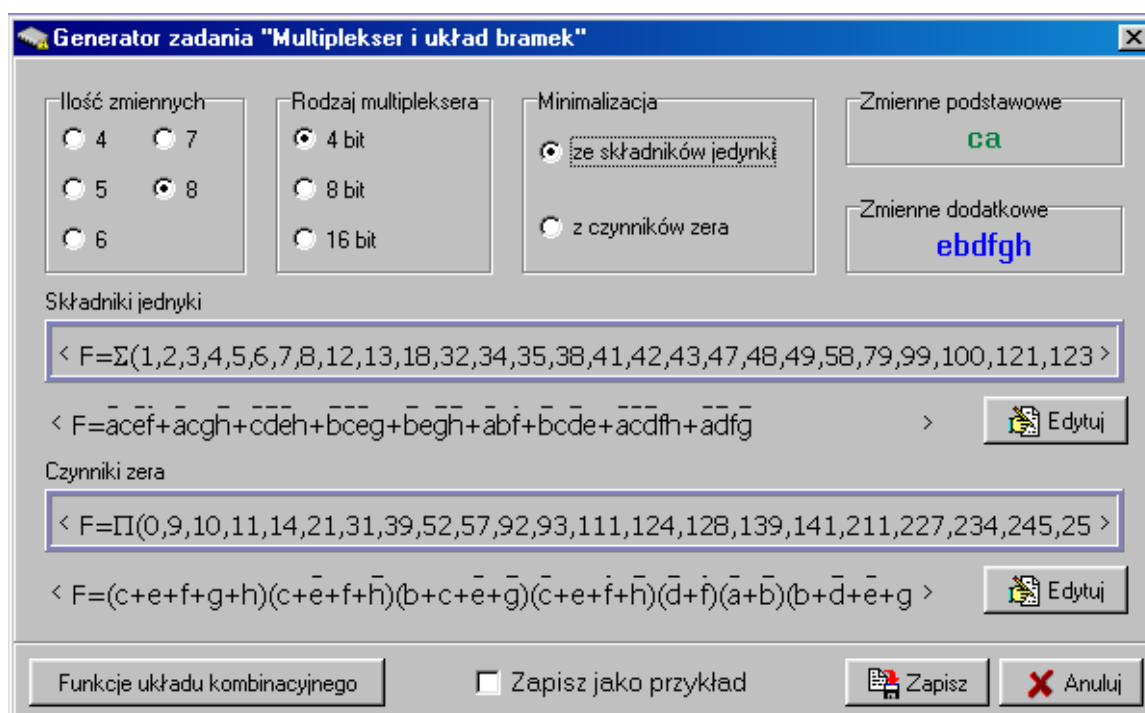 Generator zadania "Multiplekser i układ bramek"
Ilość zmiennych
4
7
5
8
6
Rodzaj multipleksera
4 bit
8 bit
16 bit
Minimalizacja
ze składników jedynki
z czynników zera
Zmienne podstawowe
ca
Zmienne dodatkowe
ebdfgh
Składniki jednyki
< F=Σ(1,2,3,4,5,6,7,8,12,13,18,32,34,35,38,41,42,43,47,48,49,58,79,99,100,121,123 >
< F=acef+acgh+cdeh+bceg+begh+abf+bcde+acdfh+adfg >
Edytuj
Czynniki zera
< F=Π(0,9,10,11,14,21,31,39,52,57,92,93,111,124,128,139,141,211,227,234,245,25 >
< F=(c+e+f+g+h)(c+e̅+f+h̅)(b+c+e̅+g̅)(c̅+e+f̅+h̅)(d̅+f̅)(a̅+b̅)(b+d̅+e̅+g >
Edytuj
Funkcje układu kombinacyjnego
Zapisz jako przykład
Zapisz
Anuluj